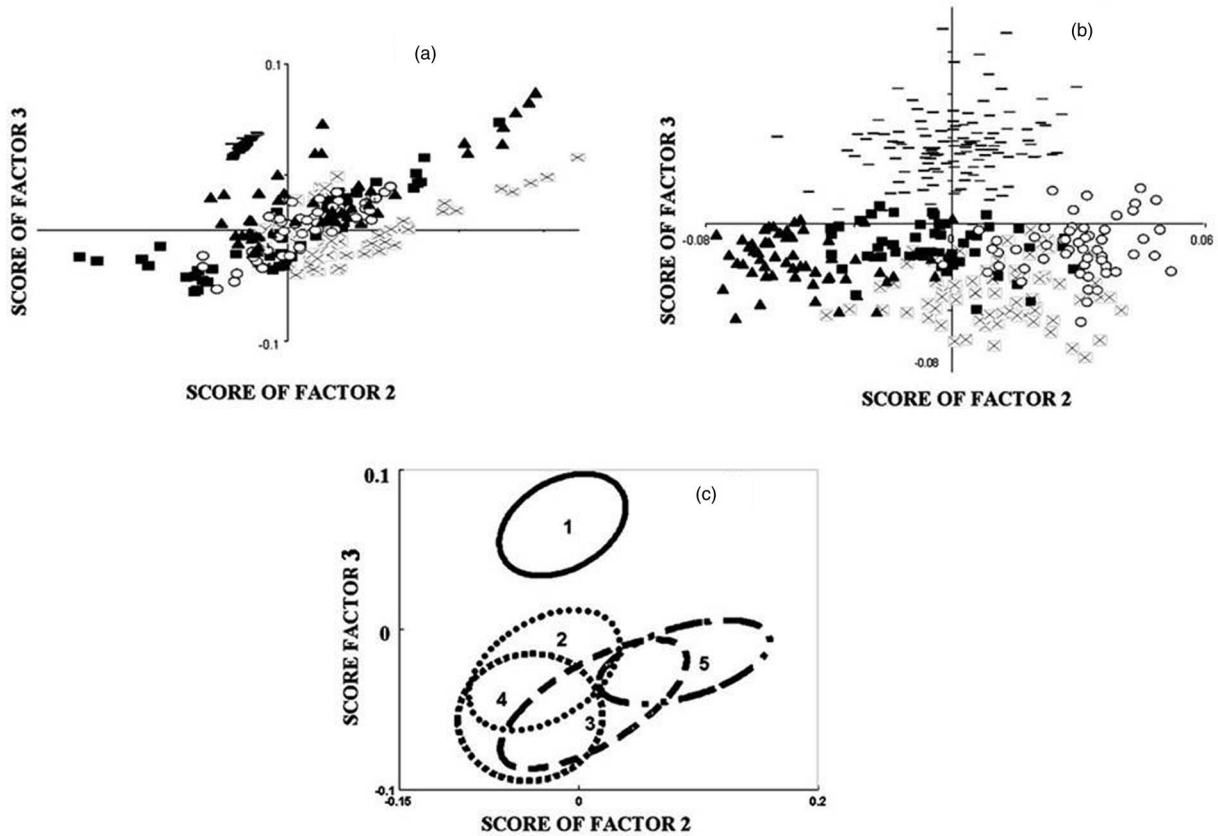 (a)
0.1
SCORE OF FACTOR 3
-0.1
SCORE OF FACTOR 2
(b)
SCORE OF FACTOR 3
-0.08
0
0.06
-0.08
SCORE OF FACTOR 2
(c)
0.1
1
SCORE FACTOR 3
0
2
5
4
3
-0.1
-0.15
0
0.2
SCORE OF FACTOR 2